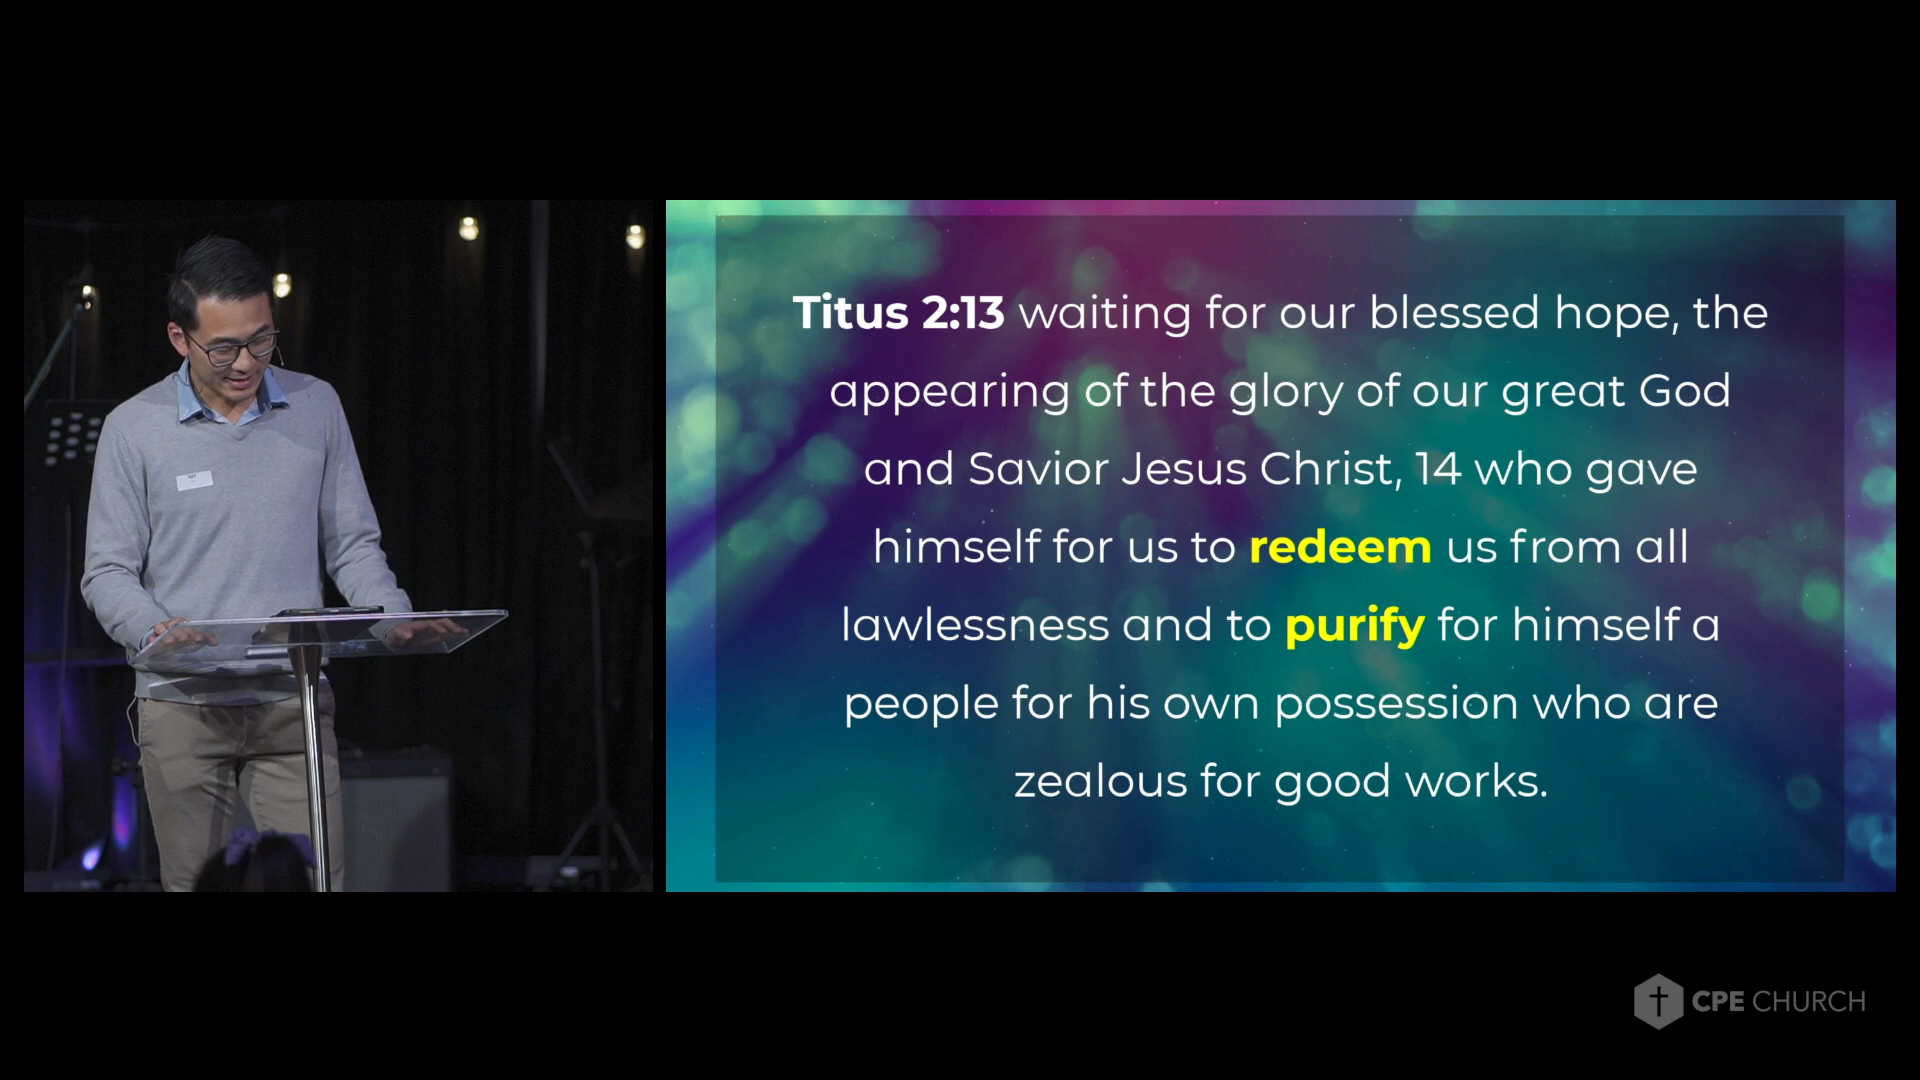 Titus 2:13 waiting for our blessed hope, the
appearing of the glory of our great God
and Savior Jesus Christ, 14 who gave
himself for us to redeem us from all
lawlessness and to purify for himself a
people for his own possession who are
zealous for good works.
CPE CHURCH